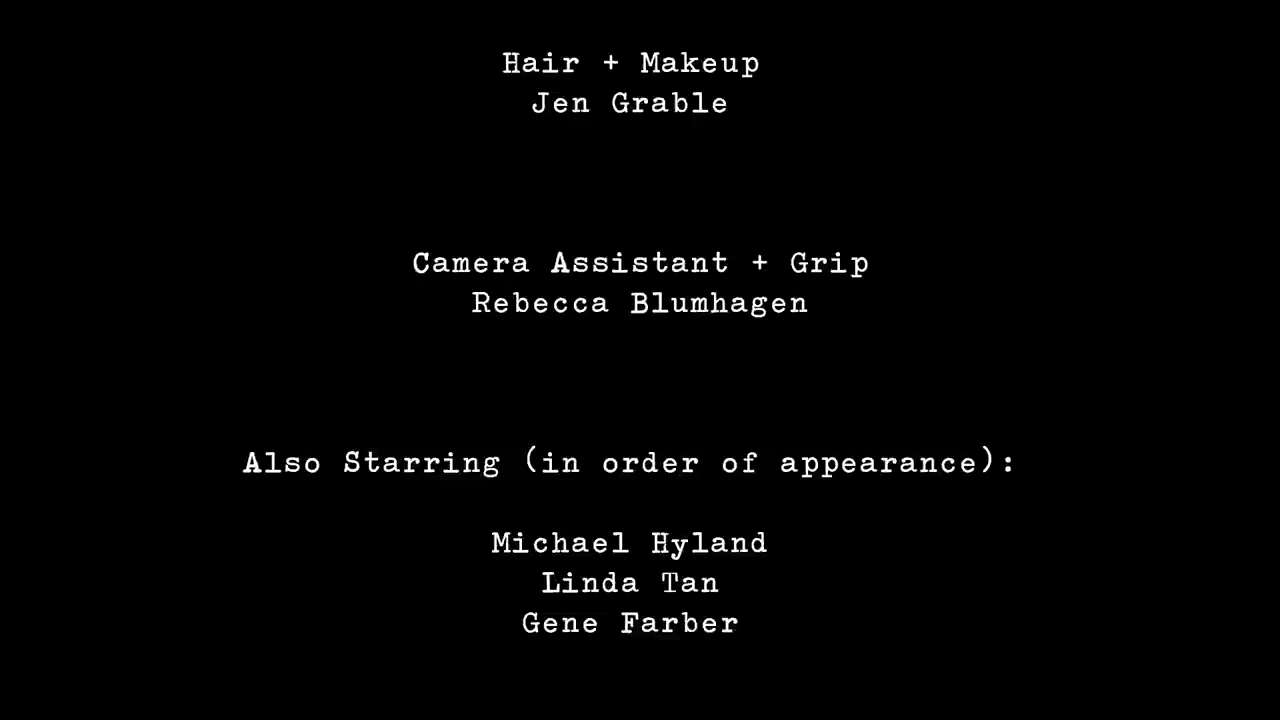 Hair + Makeup
Jen Grable
Camera Assistant + Grip
Rebecca Blumhagen
Also Starring (in order of appearance):
Michael Hyland
Linda Tan
Gene Farber